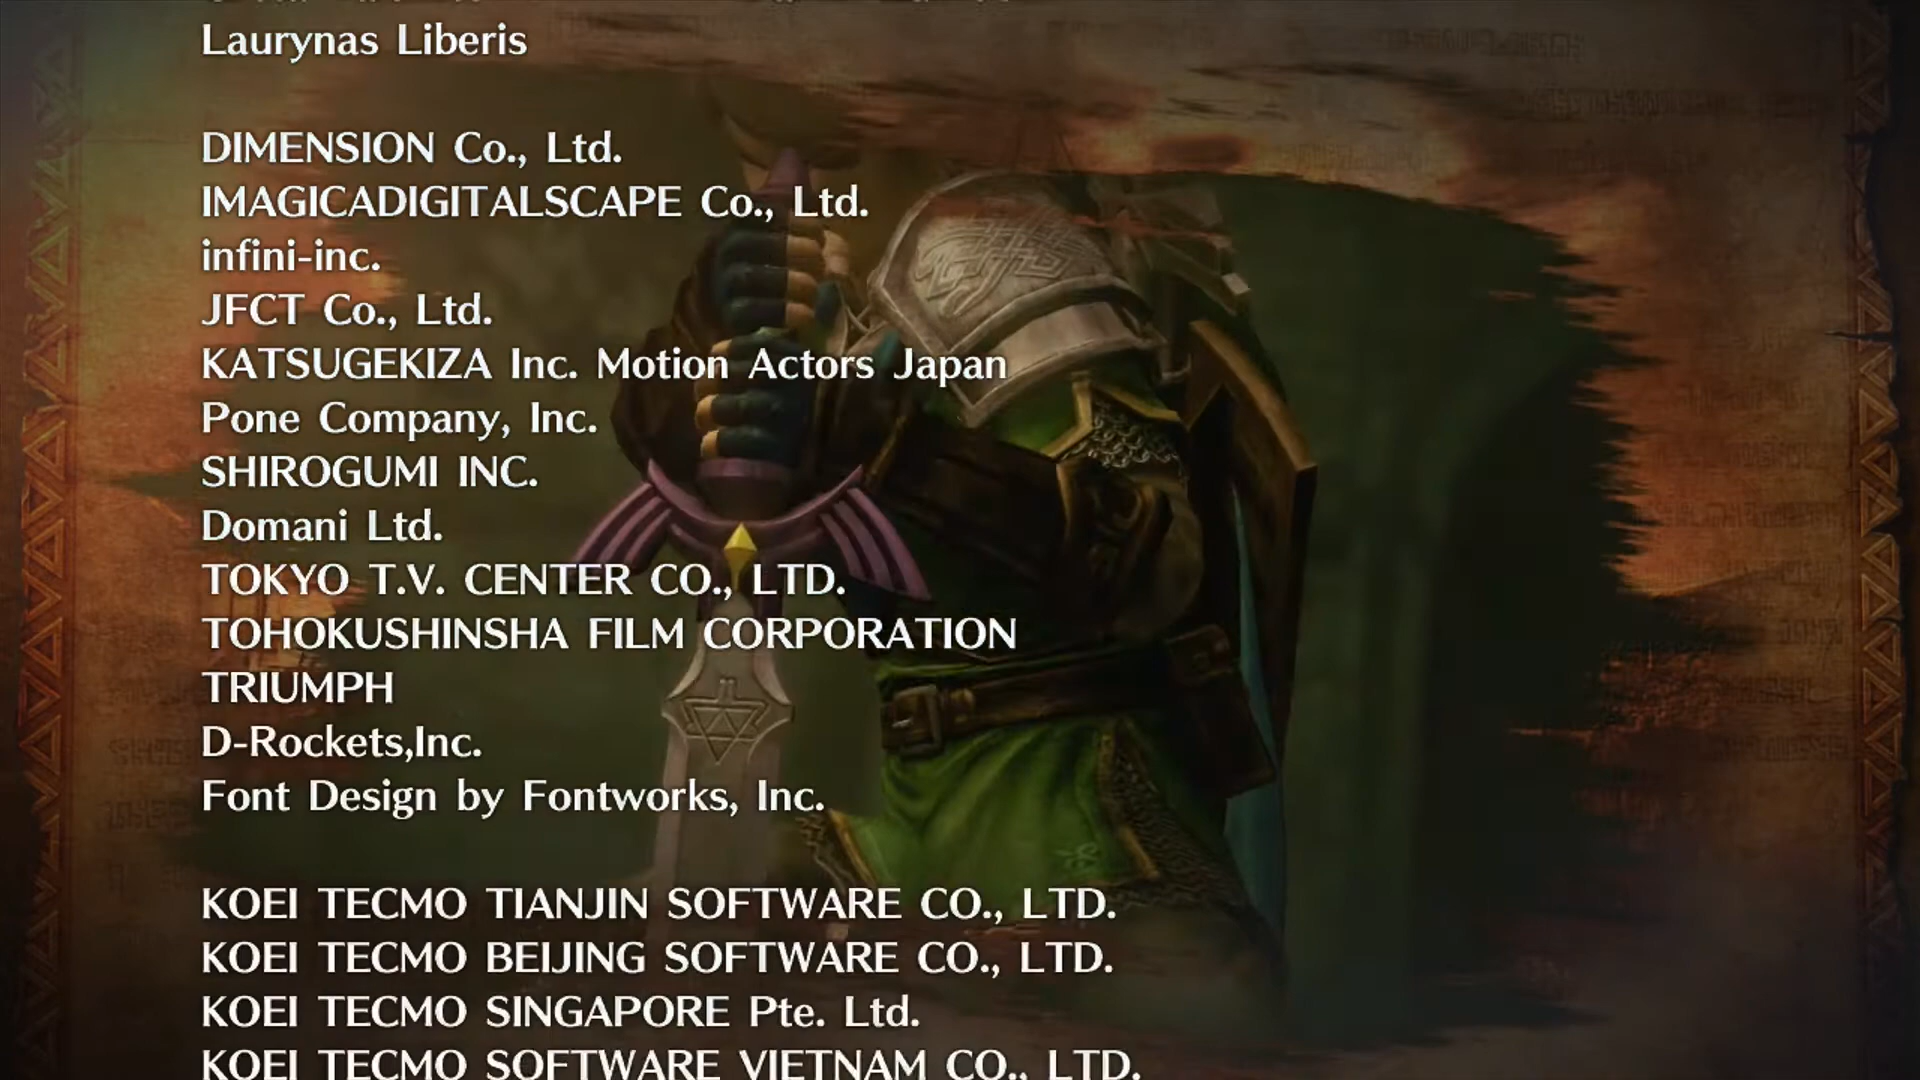 Laurynas Liberis
DIMENSION Co., Ltd.
IMAGICADIGITALSCAPE Co., Ltd.
infini-inc.
JFCT Co., Ltd.
KATSUGEKIZA Inc. Motion Actors Japan
Pone Company, Inc.
SHIROGUMI INC.
Domani Ltd.
TOKYO T.V. CENTER CO., LTD.
TOHOKUSHINSHA FILM CORPORATION
TRIUMPH
D-Rockets,Inc.
Font Design by Fontworks, Inc.
KOEI TECMO TIANJIN SOFTWARE CO., LTD.
KOEI TECMO BEIJING SOFTWARE CO., LTD.
KOEI TECMO SINGAPORE Pte. Ltd.
KOEI TECMO SOFTWARE VIETNAM CO., LTD.